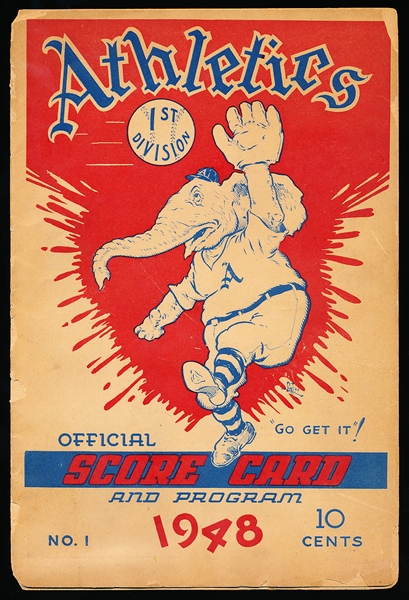 Athletics
1ST
DIVISION
A
A
"GO GET IT"!
OFFICIAL
SCORE CARD
AND PROGRAM
1948
NO. 1
10
CENTS